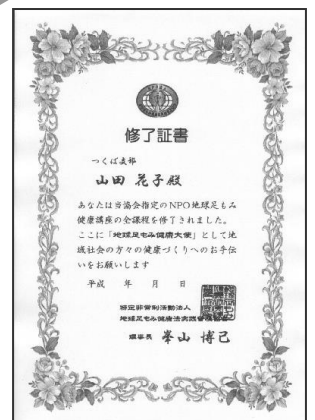 修了証書
つくば支部
山田 花子殿
あなたは当協会指定のNPO地球足もみ
健康講座の全課程を修了されました。
ここに「地球足もみ健康大使」として地
域社会の方々の健康づくりへのお手伝
いをお願いします
平成 年 月 日
特定非営利活動法人
地球足もみ健康法実践普及
理事長 峯山 博己